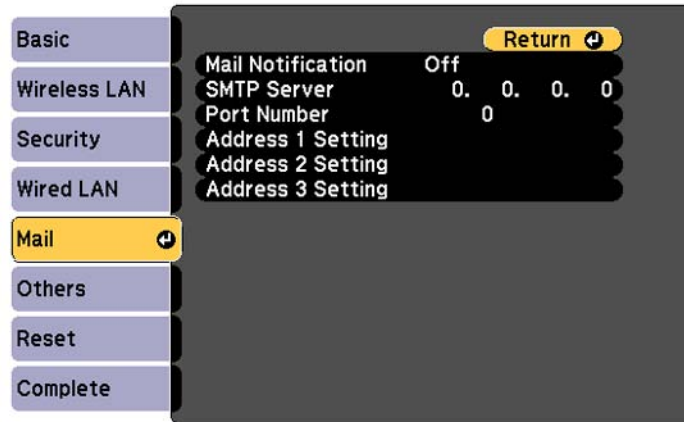 Basic
Wireless LAN
Security
Wired LAN
Mail
Others
Reset
Complete
Return
Mail Notification Off
SMTP Server 0. 0. 0. 0
Port Number 0
Address 1 Setting
Address 2 Setting
Address 3 Setting